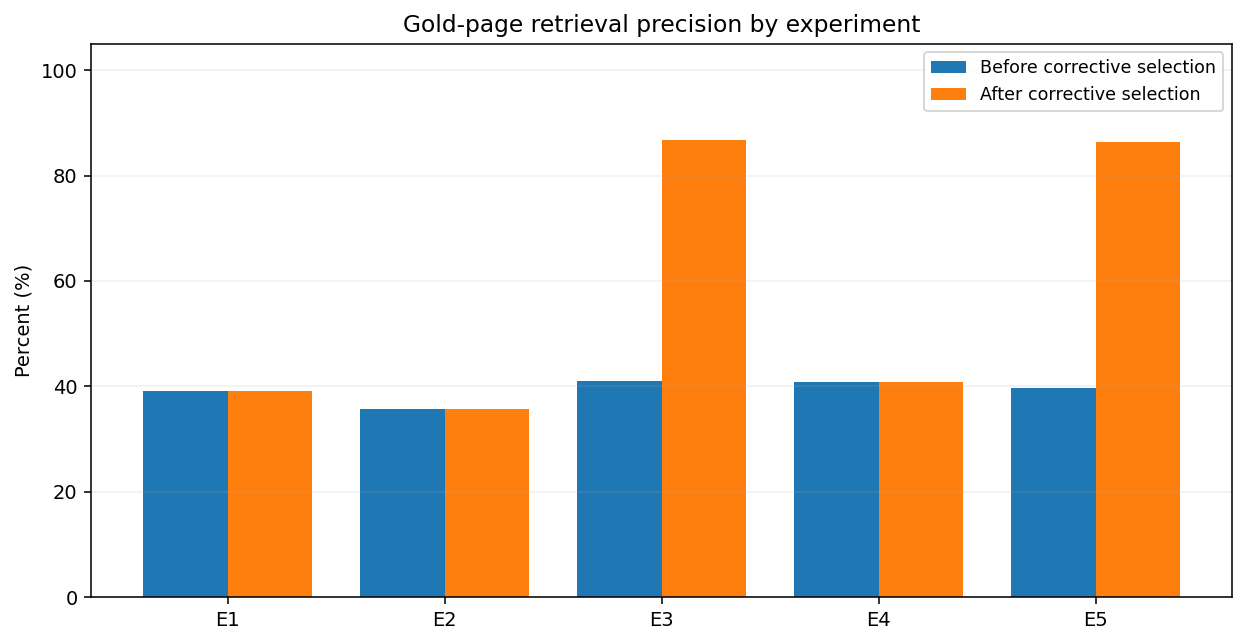 Gold-page retrieval precision by experiment
Before corrective selection
After corrective selection
Percent (%)
100
80
60
40
20
0
E1 E2 E3 E4 E5